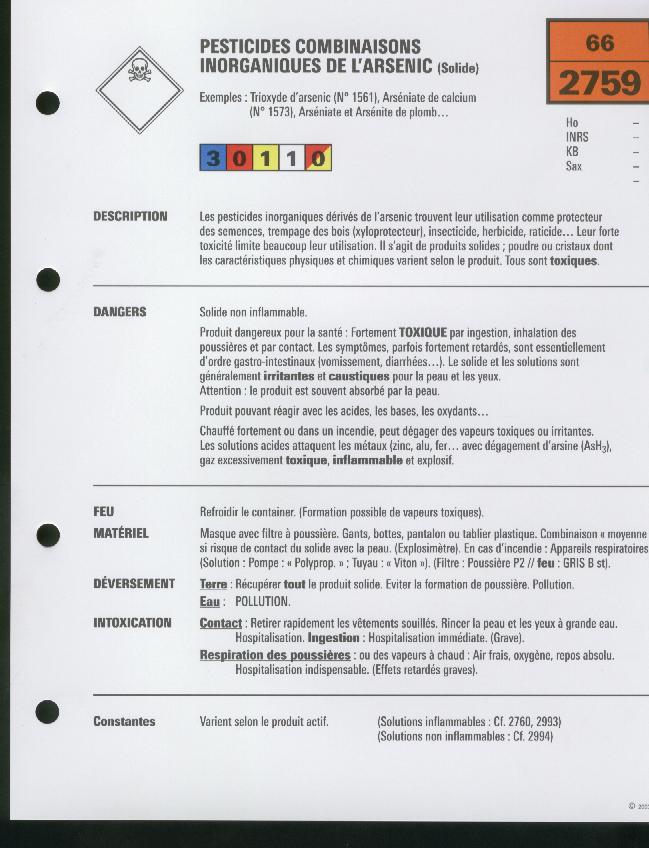 PESTICIDES COMBINAISONS
INORGANIQUES DE L'ARSENIC (Solide)
66
2759
Exemples : Trioxyde d'arsenic (N° 1561), Arséniate de calcium
(N° 1573), Arséniate et Arsénite de plomb...
Ho –
INRS –
KB –
Sax –
–
3 0 1 1 0
DESCRIPTION Les pesticides inorganiques dérivés de l'arsenic trouvent leur utilisation comme protecteur
des semences, trempage des bois (xyloprotecteur), insecticide, herbicide, raticide... Leur forte
toxicité limite beaucoup leur utilisation. Il s'agit de produits solides ; poudre ou cristaux dont
les caractéristiques physiques et chimiques varient selon le produit. Tous sont toxiques.
DANGERS Solide non inflammable.
Produit dangereux pour la santé : Fortement TOXIQUE par ingestion, inhalation des
poussières et par contact. Les symptômes, parfois fortement retardés, sont essentiellement
d'ordre gastro-intestinaux (vomissement, diarrhées...). Le solide et les solutions sont
généralement irritantes et caustiques pour la peau et les yeux.
Attention : le produit est souvent absorbé par la peau.
Produit pouvant réagir avec les acides, les bases, les oxydants...
Chauffé fortement ou dans un incendie, peut dégager des vapeurs toxiques ou irritantes.
Les solutions acides attaquent les métaux (zinc, alu, fer... avec dégagement d'arsine (AsH₃),
gaz excessivement toxique, inflammable et explosif.
FEU Refroidir le container. (Formation possible de vapeurs toxiques).
MATÉRIEL Masque avec filtre à poussière. Gants, bottes, pantalon ou tablier plastique. Combinaison « moyenne
si risque de contact du solide avec la peau. (Explosimètre). En cas d'incendie : Appareils respiratoires
(Solution : Pompe : « Polyprop. » ; Tuyau : « Viton »). (Filtre : Poussière P2 // feu : GRIS B st).
DÉVERSEMENT Terre : Récupérer tout le produit solide. Eviter la formation de poussière. Pollution.
Eau : POLLUTION.
INTOXICATION Contact : Retirer rapidement les vêtements souillés. Rincer la peau et les yeux à grande eau.
Hospitalisation. Ingestion : Hospitalisation immédiate. (Grave).
Respiration des poussières : ou des vapeurs à chaud : Air frais, oxygène, repos absolu.
Hospitalisation indispensable. (Effets retardés graves).
Constantes Varient selon le produit actif. (Solutions inflammables : Cf. 2760, 2993)
(Solutions non inflammables : Cf. 2994)
©